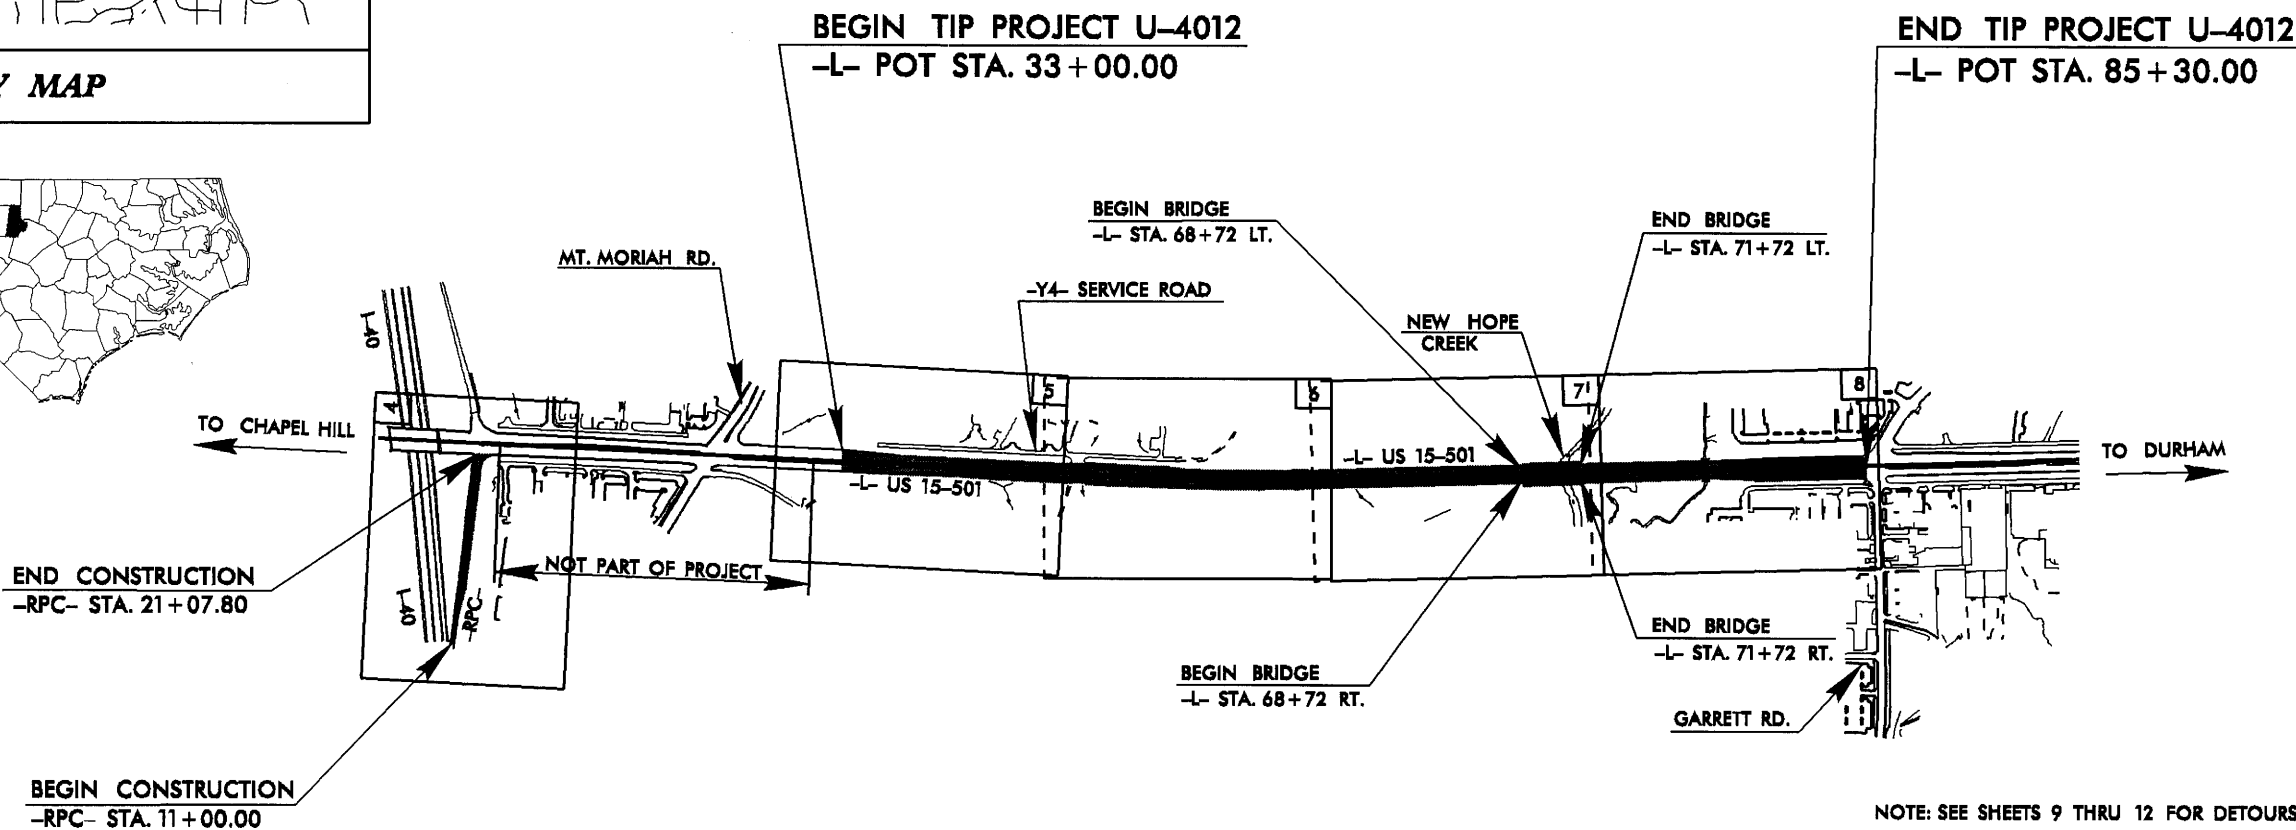 BEGIN TIP PROJECT U–4012
–L– POT STA. 33+00.00
END TIP PROJECT U–4012
–L– POT STA. 85+30.00
MAP
BEGIN BRIDGE
–L– STA. 68+72 LT.
END BRIDGE
–L– STA. 71+72 LT.
MT. MORIAH RD.
–Y4– SERVICE ROAD
I–40
NEW HOPE
CREEK
4
5
6
7
8
TO CHAPEL HILL
TO DURHAM
–L– US 15–501
–L– US 15–501
NOT PART OF PROJECT
END CONSTRUCTION
–RPC– STA. 21+07.80
I–40
–RPC–
END BRIDGE
–L– STA. 71+72 RT.
BEGIN BRIDGE
–L– STA. 68+72 RT.
GARRETT RD.
BEGIN CONSTRUCTION
–RPC– STA. 11+00.00
NOTE: SEE SHEETS 9 THRU 12 FOR DETOURS